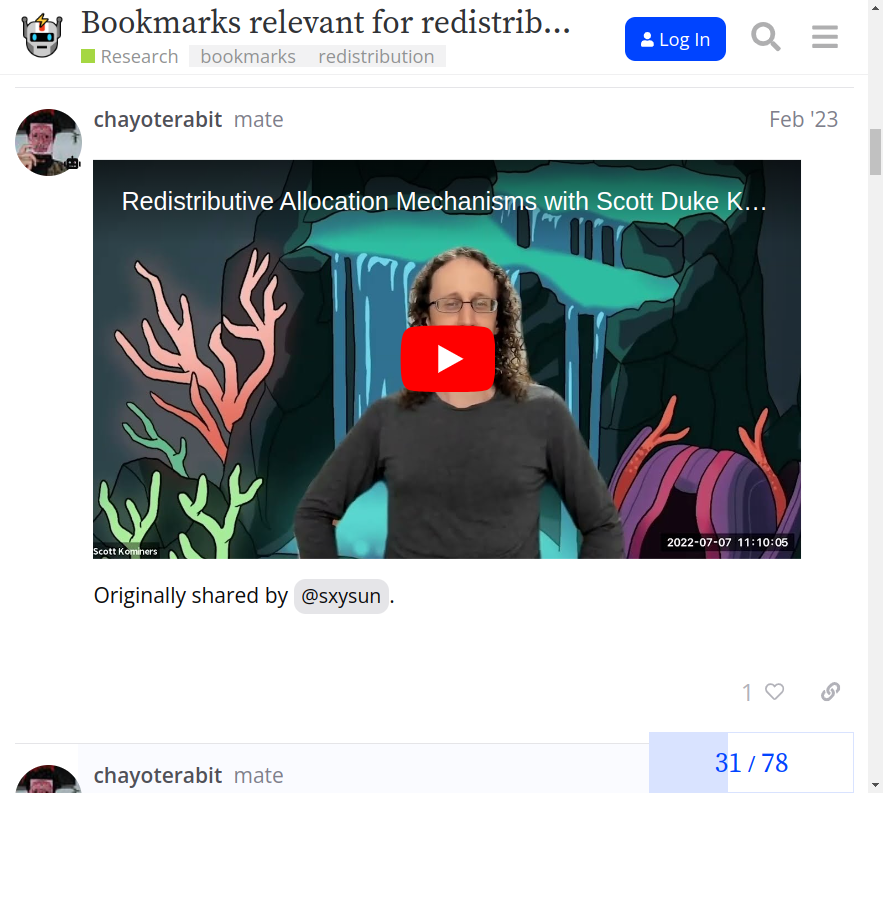 Bookmarks relevant for redistrib...
Research bookmarks redistribution
Log In
chayoterabit mate
Feb '23
Redistributive Allocation Mechanisms with Scott Duke K...
Scott Kominers
2022-07-07 11:10:05
Originally shared by @sxysun.
1
chayoterabit mate
31 / 78